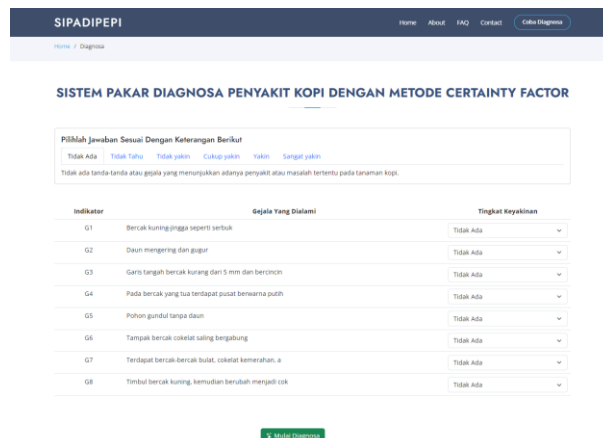 SIPADIPEPI
Home About FAQ Contact Coba Diagnosa
Home / Diagnosa
SISTEM PAKAR DIAGNOSA PENYAKIT KOPI DENGAN METODE CERTAINTY FACTOR
Pilihlah Jawaban Sesuai Dengan Keterangan Berikut
Tidak Ada Tidak Tahu Tidak yakin Cukup yakin Yakin Sangat yakin
Tidak ada tanda-tanda atau gejala yang menunjukkan adanya penyakit atau masalah tertentu pada tanaman kopi.
Indikator Gejala Yang Dialami Tingkat Keyakinan
G1 Bercak kuning-jingga seperti serbuk Tidak Ada
G2 Daun mengering dan gugur Tidak Ada
G3 Garis tangah bercak kurang dari 5 mm dan bercincin Tidak Ada
G4 Pada bercak yang tua terdapat pusat berwarna putih Tidak Ada
G5 Pohon gundul tanpa daun Tidak Ada
G6 Tampak bercak cokelat saling bergabung Tidak Ada
G7 Terdapat bercak-bercak bulat, cokelat kemerahan, a Tidak Ada
G8 Timbul bercak kuning, kemudian berubah menjadi cok Tidak Ada
Mulai Diagnosa